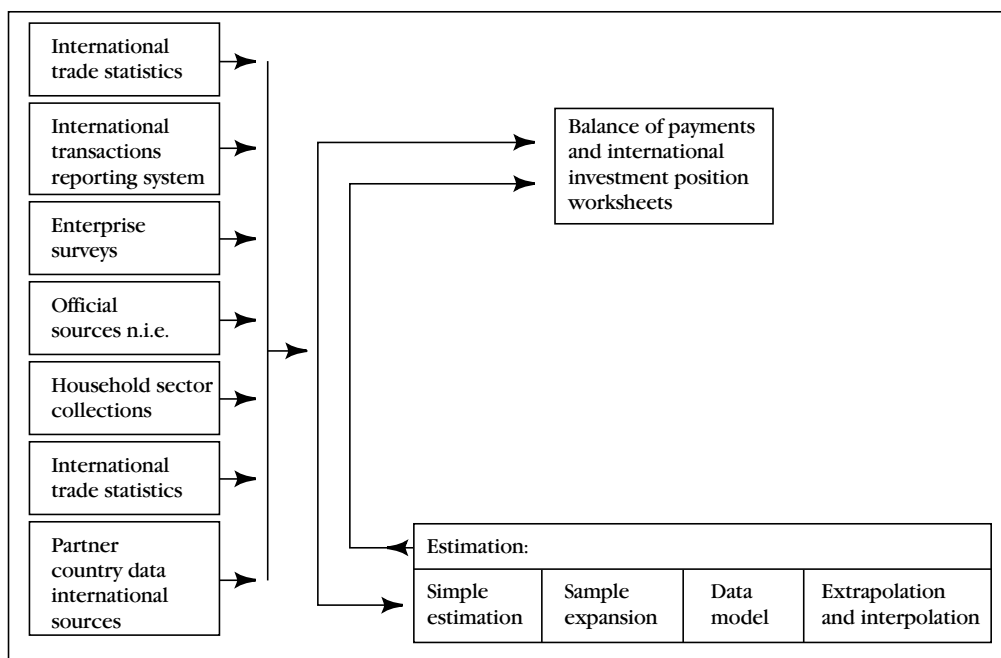 International
trade statistics
International
transactions
reporting system
Enterprise
surveys
Official
sources n.i.e.
Household sector
collections
International
trade statistics
Partner
country data
international
sources
Balance of payments
and international
investment position
worksheets
Estimation:
Simple
estimation
Sample
expansion
Data
model
Extrapolation
and interpolation